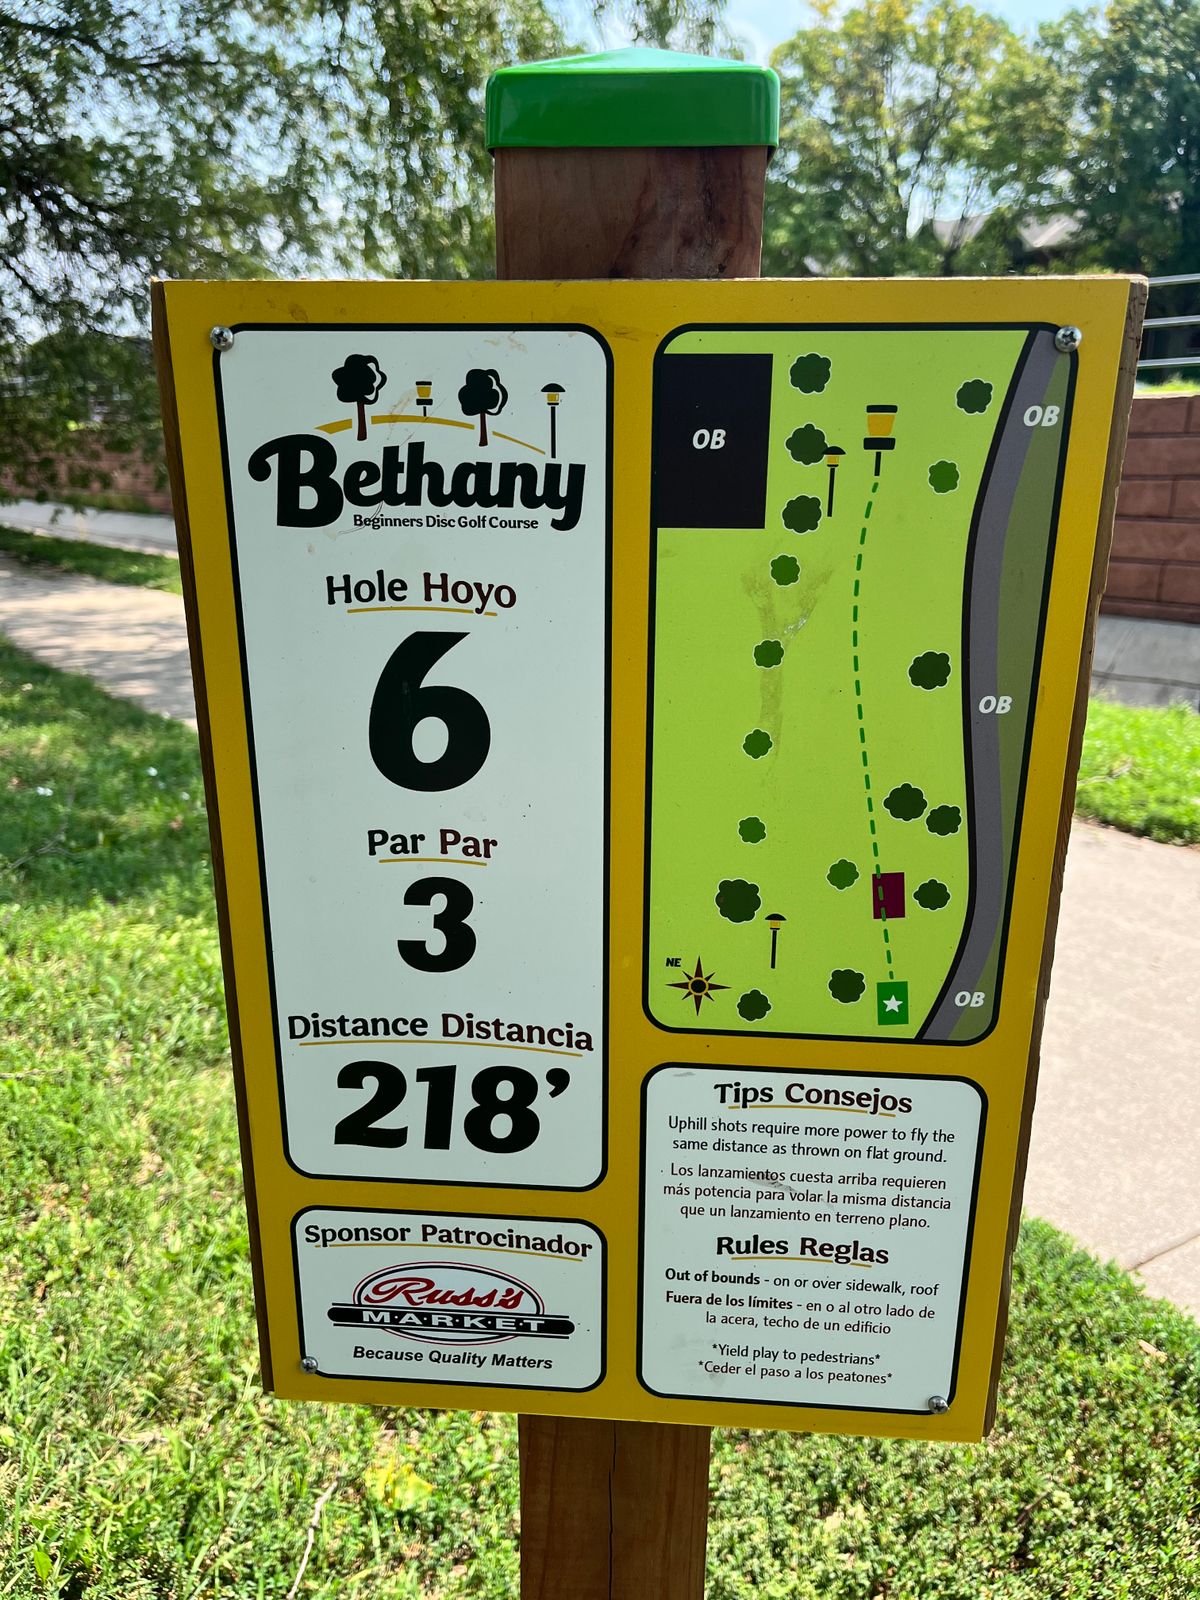 Bethany
Beginners Disc Golf Course
Hole Hoyo
6
Par Par
3
Distance Distancia
218’
Sponsor Patrocinador
Russ's
MARKET
Because Quality Matters
OB
OB
OB
OB
NE
Tips Consejos
Uphill shots require more power to fly the
same distance as thrown on flat ground.
Los lanzamientos cuesta arriba requieren
más potencia para volar la misma distancia
que un lanzamiento en terreno plano.
Rules Reglas
Out of bounds - on or over sidewalk, roof
Fuera de los límites - en o al otro lado de
la acera, techo de un edificio
*Yield play to pedestrians*
*Ceder el paso a los peatones*